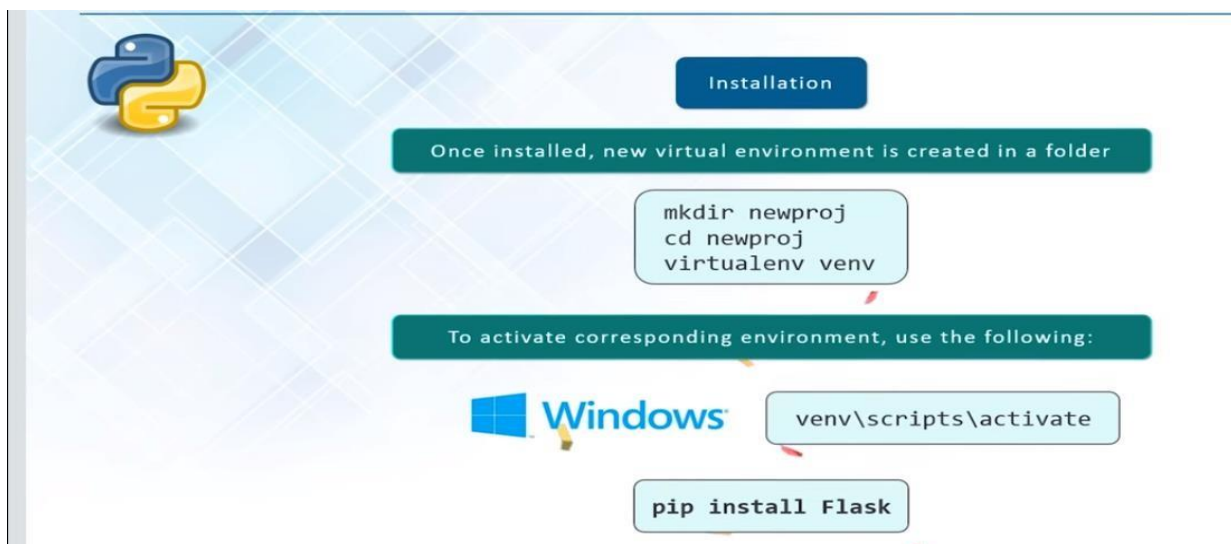 Installation
Once installed, new virtual environment is created in a folder
mkdir newproj
cd newproj
virtualenv venv
To activate corresponding environment, use the following:
Windows
venv\scripts\activate
pip install Flask